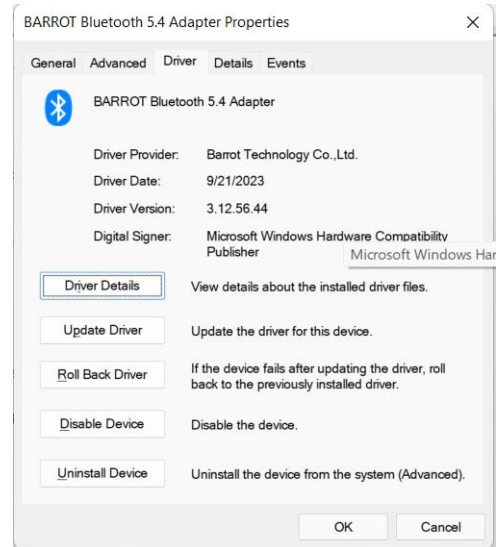 BARROT Bluetooth 5.4 Adapter Properties
General Advanced Driver Details Events
BARROT Bluetooth 5.4 Adapter
Driver Provider: Barrot Technology Co.,Ltd.
Driver Date: 9/21/2023
Driver Version: 3.12.56.44
Digital Signer: Microsoft Windows Hardware Compatibility
Publisher
Microsoft Windows Har
Driver Details View details about the installed driver files.
Update Driver Update the driver for this device.
Roll Back Driver If the device fails after updating the driver, roll
back to the previously installed driver.
Disable Device Disable the device.
Uninstall Device Uninstall the device from the system (Advanced).
OK Cancel